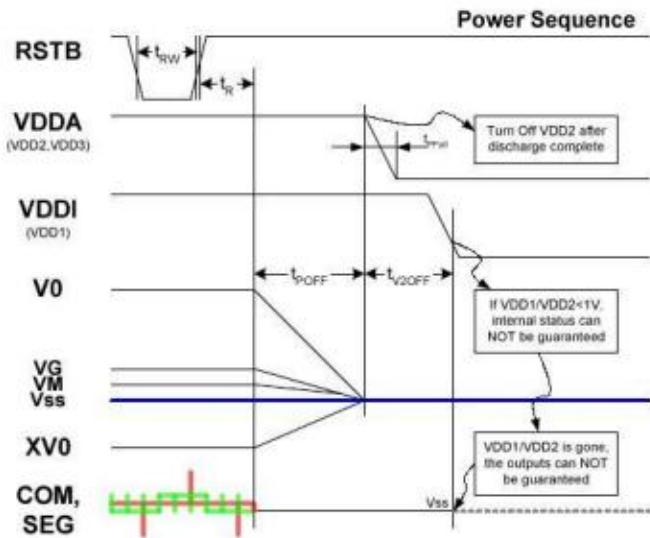 Power Sequence
RSTB
tRW
tR
VDDA
(VDD2,VDD3)
Turn Off VDD2 after
discharge complete
VDDI
(VDD1)
tPOFF
tV2OFF
V0
If VDD1/VDD2<1V,
internal status can
NOT be guaranteed
VG
VM
Vss
XV0
VDD1/VDD2 is gone,
the outputs can NOT
be guaranteed
COM,
SEG
Vss